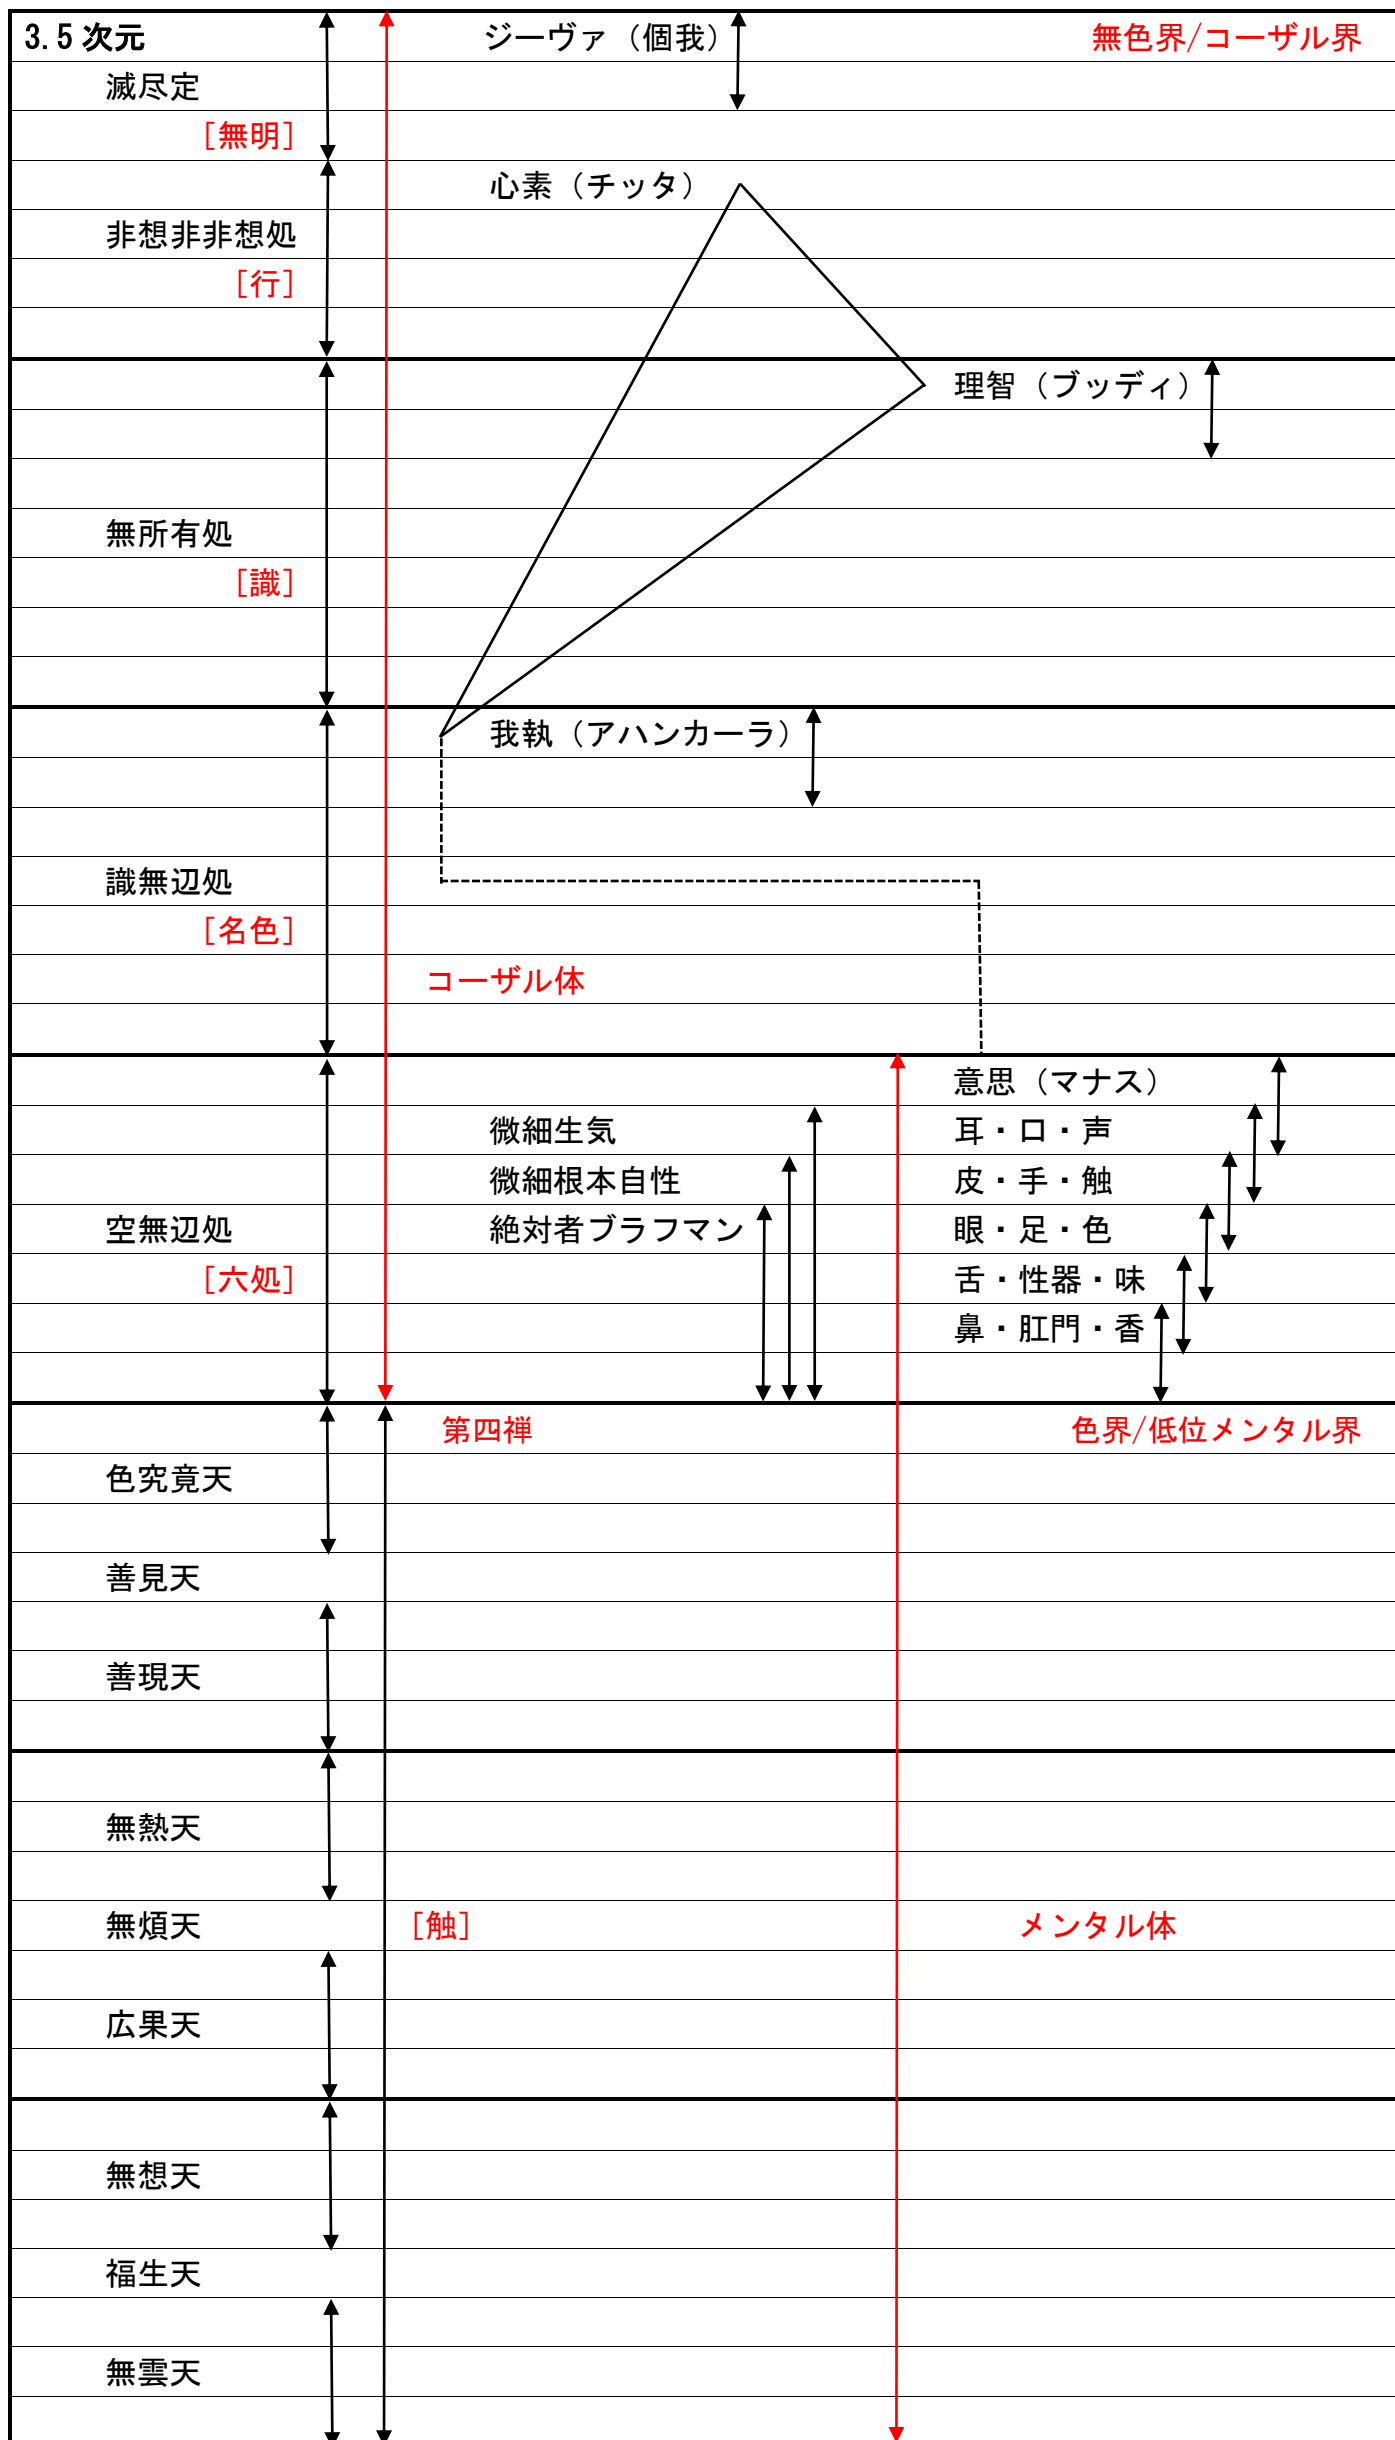 3.5次元 ジーヴァ（個我） 無色界/コーザル界
滅尽定
［無明］
心素（チッタ）
非想非非想処
［行］
理智（ブッディ）
無所有処
［識］
我執（アハンカーラ）
識無辺処
［名色］
コーザル体
意思（マナス）
微細生気 耳・口・声
微細根本自性 皮・手・触
空無辺処 絶対者ブラフマン 眼・足・色
［六処］ 舌・性器・味
鼻・肛門・香
第四禅 色界/低位メンタル界
色究竟天
善見天
善現天
無熱天
無煩天 ［触］ メンタル体
広果天
無想天
福生天
無雲天